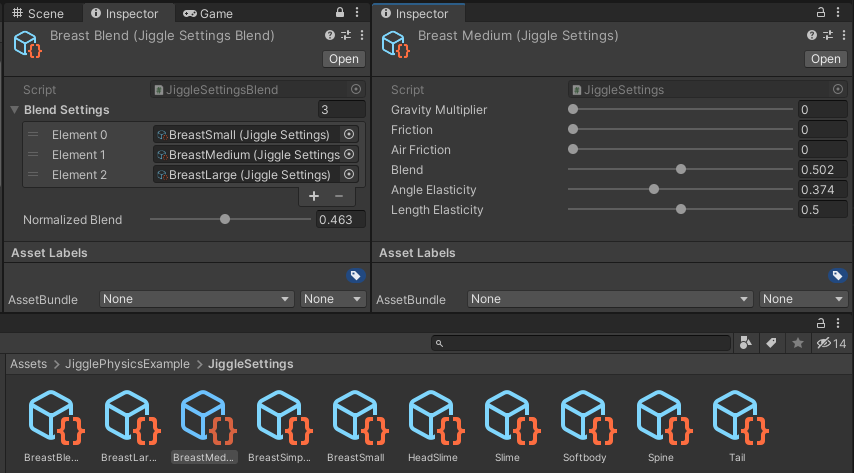 Scene
Inspector
Game
Breast Blend (Jiggle Settings Blend)
Open
Script
JiggleSettingsBlend
Blend Settings
3
Element 0
BreastSmall (Jiggle Settings)
Element 1
BreastMedium (Jiggle Settings
Element 2
BreastLarge (Jiggle Settings)
Normalized Blend
0.463
Asset Labels
AssetBundle
None
None
Inspector
Breast Medium (Jiggle Settings)
Open
Script
JiggleSettings
Gravity Multiplier
0
Friction
0
Air Friction
0
Blend
0.502
Angle Elasticity
0.374
Length Elasticity
0.5
Asset Labels
AssetBundle
None
None
14
Assets > JigglePhysicsExample > JiggleSettings
BreastBle...
BreastLar...
BreastMed...
BreastSimp...
BreastSmall
HeadSlime
Slime
Softbody
Spine
Tail